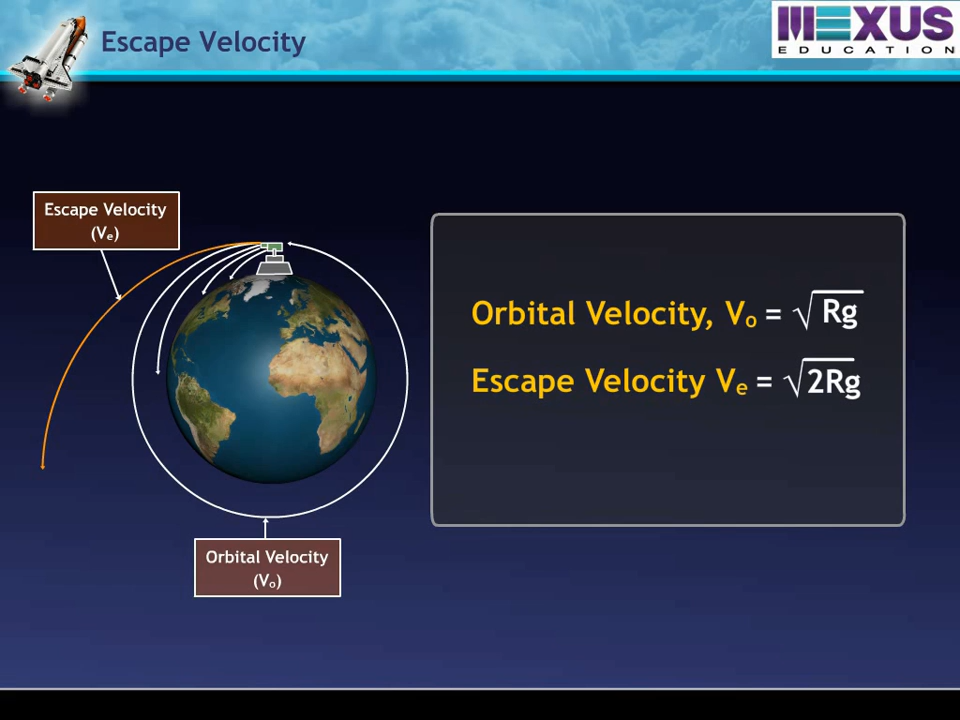 Escape Velocity
MEXUS
EDUCATION
Escape Velocity
(Vₑ)
Orbital Velocity, Vₒ = √Rg
Escape Velocity Vₑ = √2Rg
Orbital Velocity
(Vₒ)